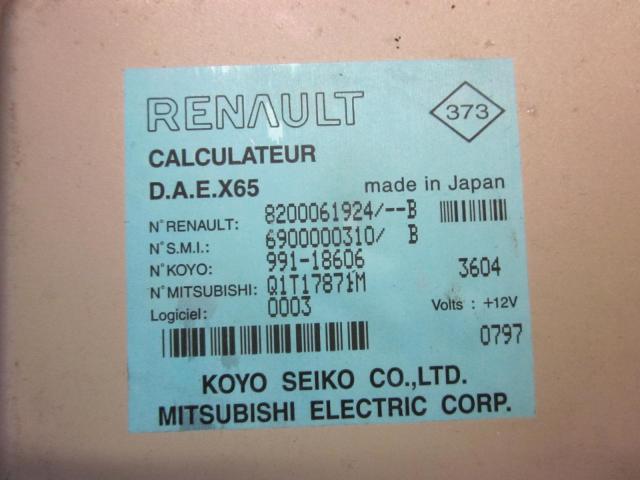 RENAULT
373
CALCULATEUR
D.A.E.X65
made in Japan
N° RENAULT: 8200061924/--B
N° S.M.I.: 6900000310/ B
N° KOYO: 991-18606
3604
N° MITSUBISHI: Q1T17871M
Logiciel: 0003
Volts : +12V
0797
KOYO SEIKO CO.,LTD.
MITSUBISHI ELECTRIC CORP.